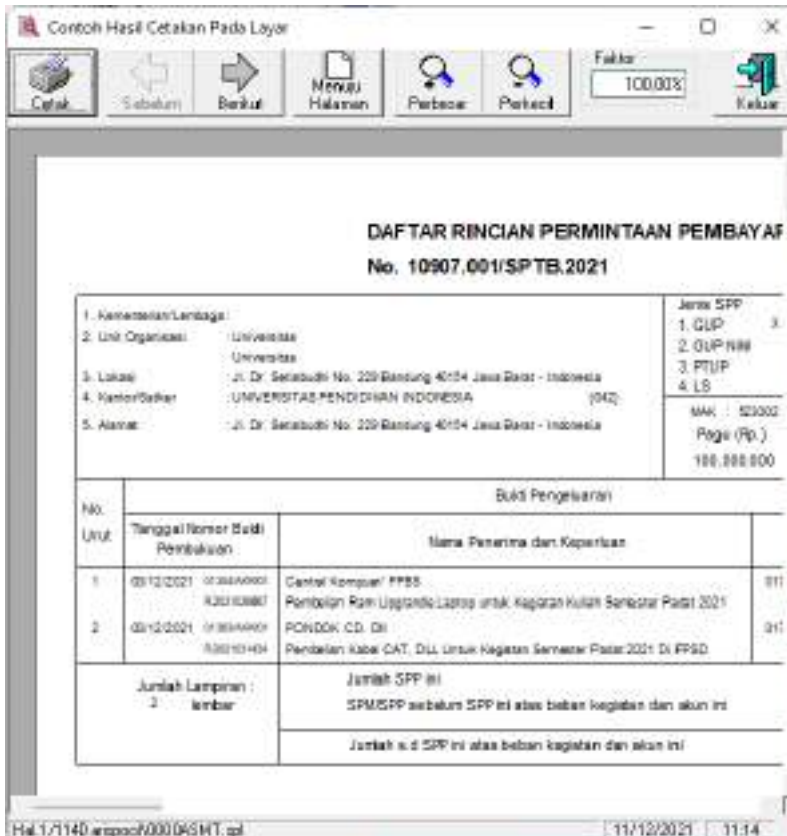 Contoh Hasil Cetakan Pada Layar
Cetak
Sebelum
Berikut
Menuju
Halaman
Perbesar
Perkecil
Faktor
100,00%
Keluar
DAFTAR RINCIAN PERMINTAAN PEMBAYAR
No. 10907.001/SPTB.2021
1. Kementerian/Lembaga :
2. Unit Organisasi : Universitas
Universitas
3. Lokasi : Jl. Dr. Setiabudhi No. 229 Bandung 40154 Jawa Barat - Indonesia
4. Kantor/Satker : UNIVERSITAS PENDIDIKAN INDONESIA (042)
5. Alamat : Jl. Dr. Setiabudhi No. 229 Bandung 40154 Jawa Barat - Indonesia
Jenis SPP
1. GUP X
2. GUP Nihil
3. PTUP
4. LS
MAK :
Pagu (Rp.)
100.000.000
No.
Urut
Bukti Pengeluaran
Tanggal Nomor Bukti
Pembukuan
Nama Penerima dan Keperluan
1 03/12/2021
FPBS
Pembelian Ram Upgrande Laptop untuk Kegiatan Kuliah Semester 2021
2 03/12/2021 PONDOK CD.
Pembelian Kabel CAT, DLL Untuk Kegiatan Semester 2021 Di
Jumlah Lampiran :
2 lembar
Jumlah SPP ini
SPM/SPP sebelum SPP ini atas beban kegiatan dan akun ini
Jumlah s.d SPP ini atas beban kegiatan dan akun ini
11/12/2021 11:14